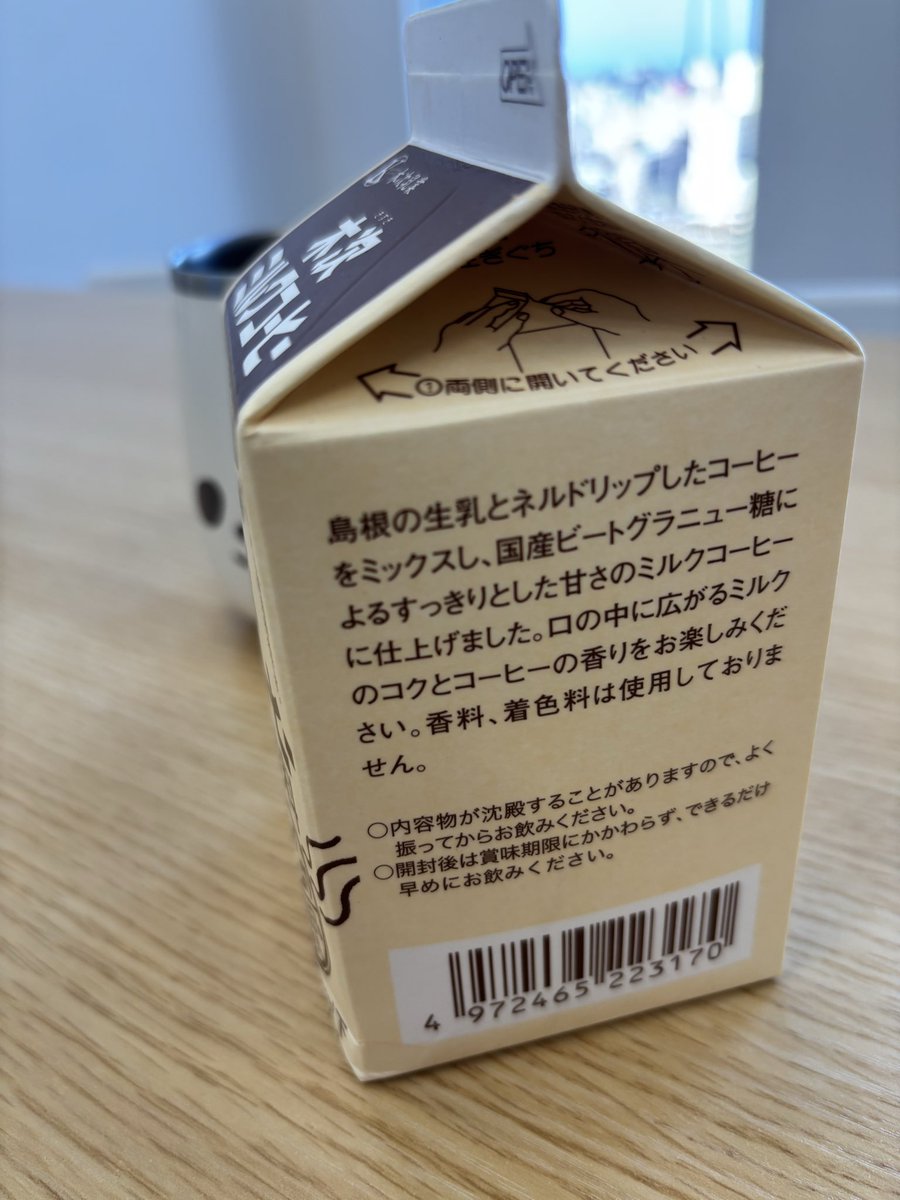 OPEN
そそぎぐち
①両側に開いてください
島根の生乳とネルドリップしたコーヒー
をミックスし、国産ビートグラニュー糖に
よるすっきりとした甘さのミルクコーヒー
に仕上げました。口の中に広がるミルク
のコクとコーヒーの香りをお楽しみくだ
さい。香料、着色料は使用しておりま
せん。
○内容物が沈殿することがありますので、よく
振ってからお飲みください。
○開封後は賞味期限にかかわらず、できるだけ
早めにお飲みください。
4 972465 223170